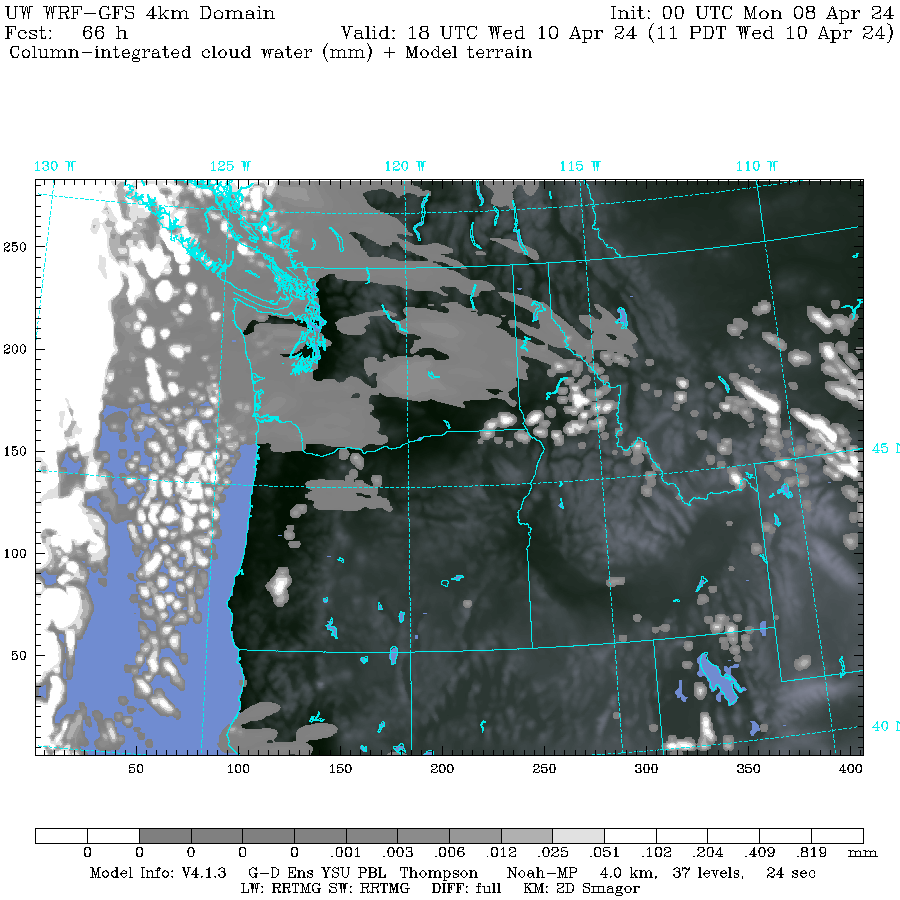 UW WRF-GFS 4km Domain Init: 00 UTC Mon 08 Apr 24
Fcst: 66 h Valid: 18 UTC Wed 10 Apr 24 (11 PDT Wed 10 Apr 24)
Column-integrated cloud water (mm) + Model terrain
130 W 125 W 120 W 115 W 110 W
250
200
150
45 N
100
50
40 N
50 100 150 200 250 300 350 400
0 0 0 0 0 .001 .003 .006 .012 .025 .051 .102 .204 .409 .819 mm
Model Info: V4.1.3 G-D Ens YSU PBL Thompson Noah-MP 4.0 km, 37 levels, 24 sec
LW: RRTMG SW: RRTMG DIFF: full KM: 2D Smagor